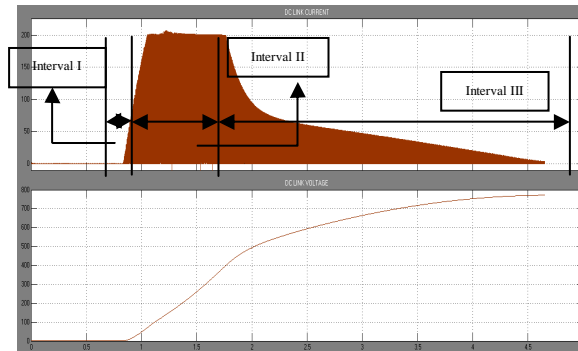 DC LINK CURRENT
200
150
100
50
0
Interval I
Interval II
Interval III
DC LINK VOLTAGE
800
700
600
500
400
300
200
100
0
0 0.5 1 1.5 2 2.5 3 3.5 4 4.5